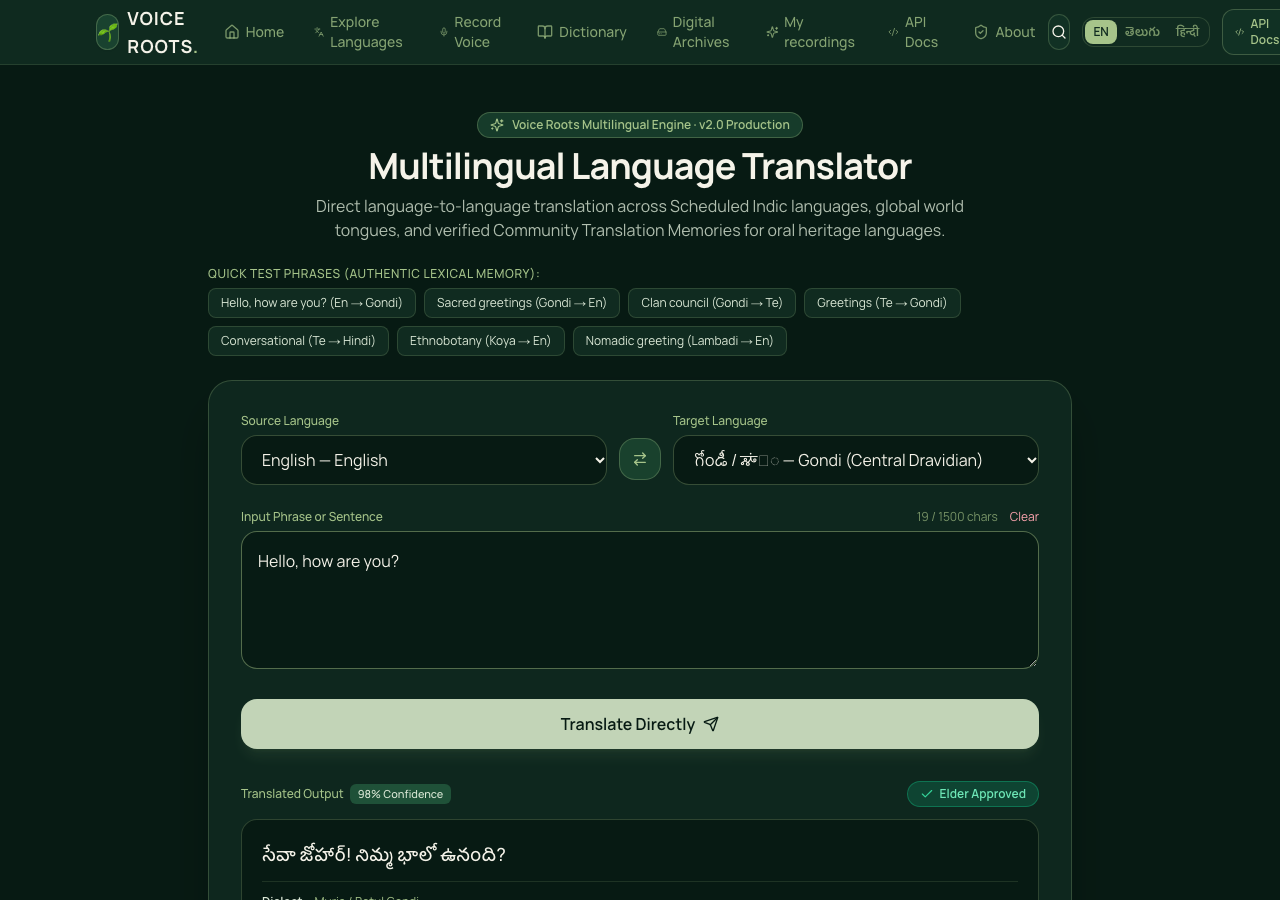 VOICE ROOTS.
Home
Explore Languages
Record Voice
Dictionary
Digital Archives
My recordings
API Docs
About
EN
తెలుగు
हिन्दी
API Docs
Voice Roots Multilingual Engine · v2.0 Production
Multilingual Language Translator
Direct language-to-language translation across Scheduled Indic languages, global world
tongues, and verified Community Translation Memories for oral heritage languages.
QUICK TEST PHRASES (AUTHENTIC LEXICAL MEMORY):
Hello, how are you? (En → Gondi)
Sacred greetings (Gondi → En)
Clan council (Gondi → Te)
Greetings (Te → Gondi)
Conversational (Te → Hindi)
Ethnobotany (Koya → En)
Nomadic greeting (Lambadi → En)
Source Language
Target Language
English — English
గోండీ / — Gondi (Central Dravidian)
Input Phrase or Sentence
19 / 1500 chars
Clear
Hello, how are you?
Translate Directly
Translated Output
98% Confidence
Elder Approved
సేవా జోహార్! నిమ్మ భాలో ఉనంది?